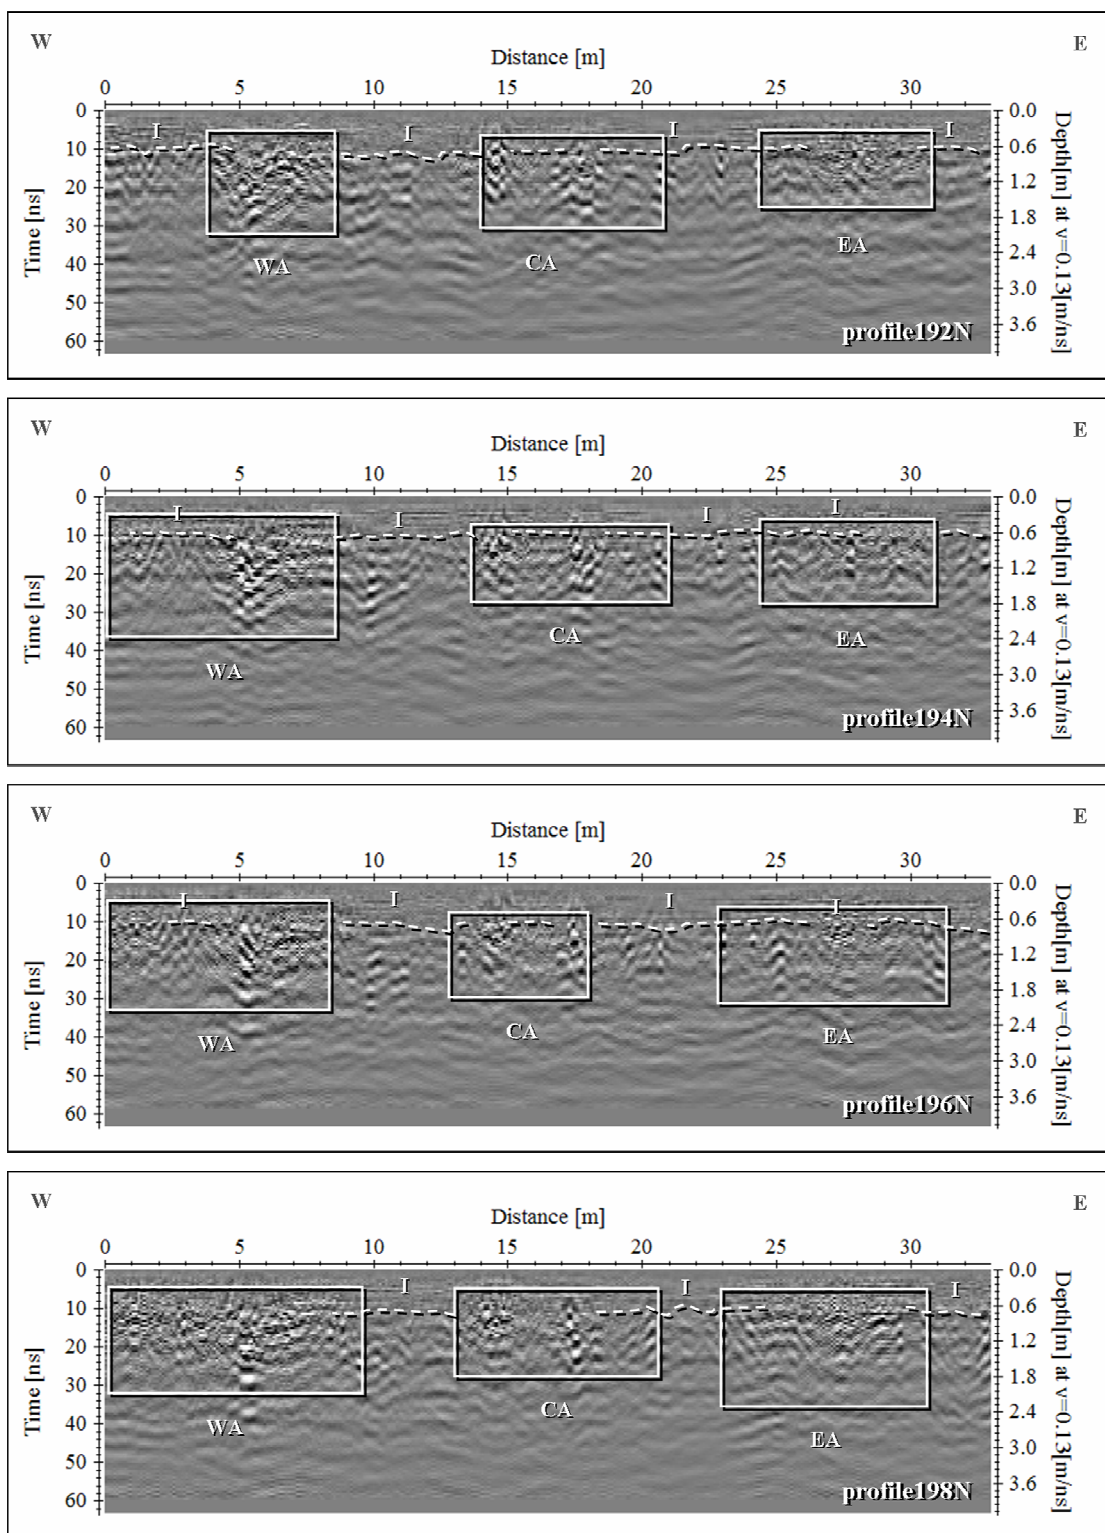 W E
Distance [m]
0 5 10 15 20 25 30
Time [ns]
0 10 20 30 40 50 60
0.0 0.6 1.2 1.8 2.4 3.0 3.6
Depth[m] at v=0.13[m/ns]
I I I I
WA CA EA
profile192N
W E
Distance [m]
0 5 10 15 20 25 30
Time [ns]
0 10 20 30 40 50 60
0.0 0.6 1.2 1.8 2.4 3.0 3.6
Depth[m] at v=0.13[m/ns]
I I I I
WA CA EA
profile194N
W E
Distance [m]
0 5 10 15 20 25 30
Time [ns]
0 10 20 30 40 50 60
0.0 0.6 1.2 1.8 2.4 3.0 3.6
Depth[m] at v=0.13[m/ns]
I I I I
WA CA EA
profile196N
W E
Distance [m]
0 5 10 15 20 25 30
Time [ns]
0 10 20 30 40 50 60
0.0 0.6 1.2 1.8 2.4 3.0 3.6
Depth[m] at v=0.13[m/ns]
I I I
WA CA EA
profile198N